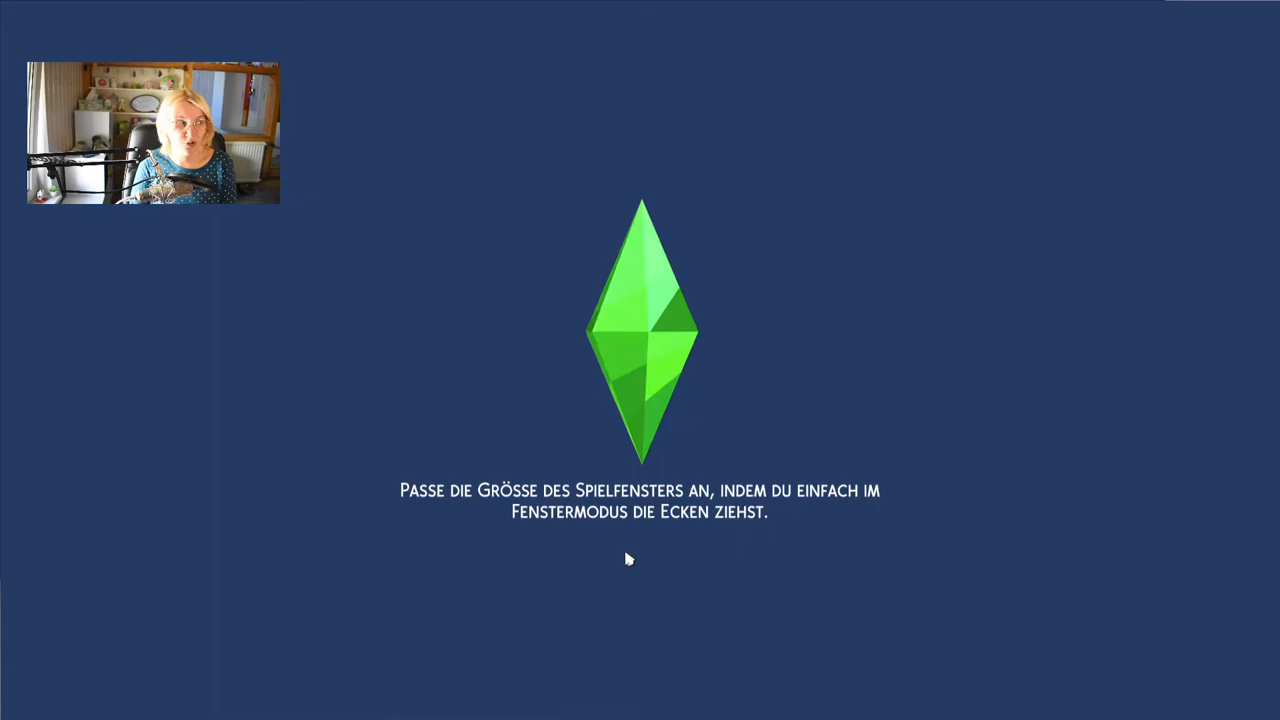 Passe die Grösse des Spielfensters an, indem du einfach im
Fenstermodus die Ecken ziehst.